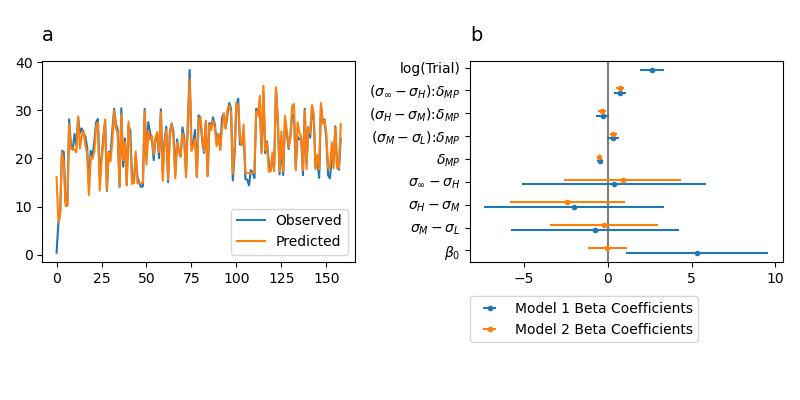 a
40
30
20
10
0
0 25 50 75 100 125 150
Observed
Predicted
b
log(Trial)
(σ∞ − σH):δMP
(σH − σM):δMP
(σM − σL):δMP
δMP
σ∞ − σH
σH − σM
σM − σL
β0
−5 0 5 10
Model 1 Beta Coefficients
Model 2 Beta Coefficients